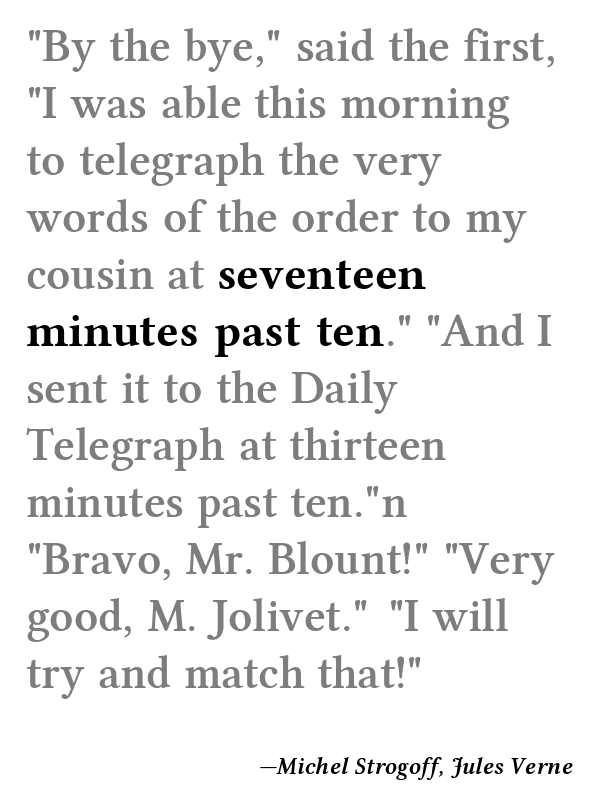 "By the bye," said the first,
"I was able this morning
to telegraph the very
words of the order to my
cousin at seventeen
minutes past ten." "And I
sent it to the Daily
Telegraph at thirteen
minutes past ten."n
"Bravo, Mr. Blount!" "Very
good, M. Jolivet."  "I will
try and match that!"
—Michel Strogoff, Jules Verne